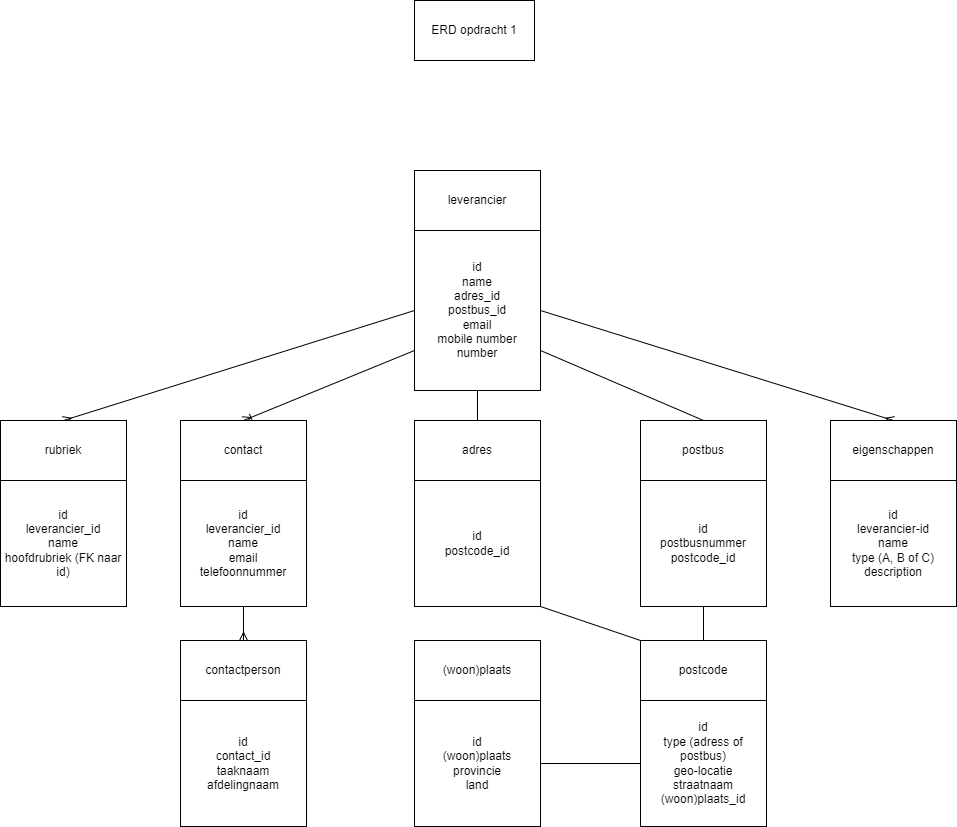 ERD opdracht 1
leverancier
id
name
adres_id
postbus_id
email
mobile number
number
rubriek
id
leverancier_id
name
hoofdrubriek (FK naar
id)
contact
id
leverancier_id
name
email
telefoonnummer
adres
id
postcode_id
postbus
id
postbusnummer
postcode_id
eigenschappen
id
leverancier-id
name
type (A, B of C)
description
contactperson
id
contact_id
taaknaam
afdelingnaam
(woon)plaats
id
(woon)plaats
provincie
land
postcode
id
type (adress of
postbus)
geo-locatie
straatnaam
(woon)plaats_id